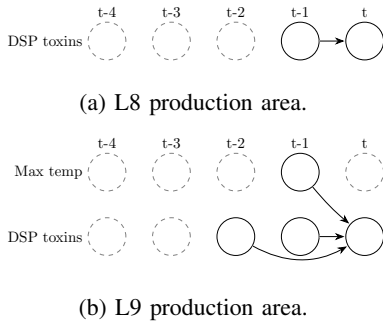 t-4 t-3 t-2 t-1 t
DSP toxins
(a) L8 production area.
t-4 t-3 t-2 t-1 t
Max temp
DSP toxins
(b) L9 production area.